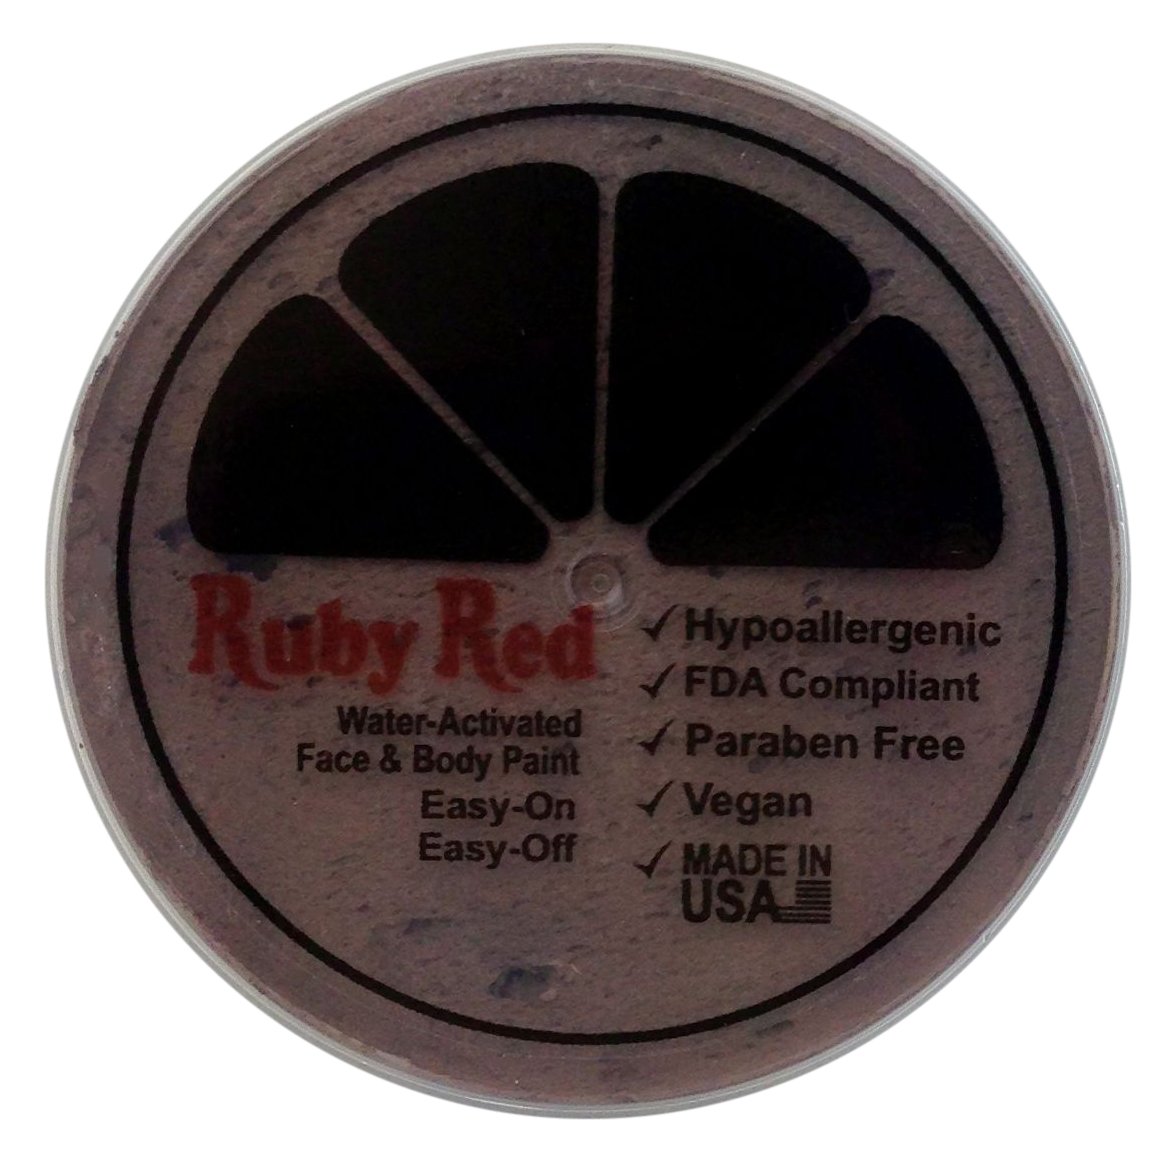 Ruby Red
Water-Activated
Face & Body Paint
Easy-On
Easy-Off
✓ Hypoallergenic
✓ FDA Compliant
✓ Paraben Free
✓ Vegan
✓ MADE IN
USA